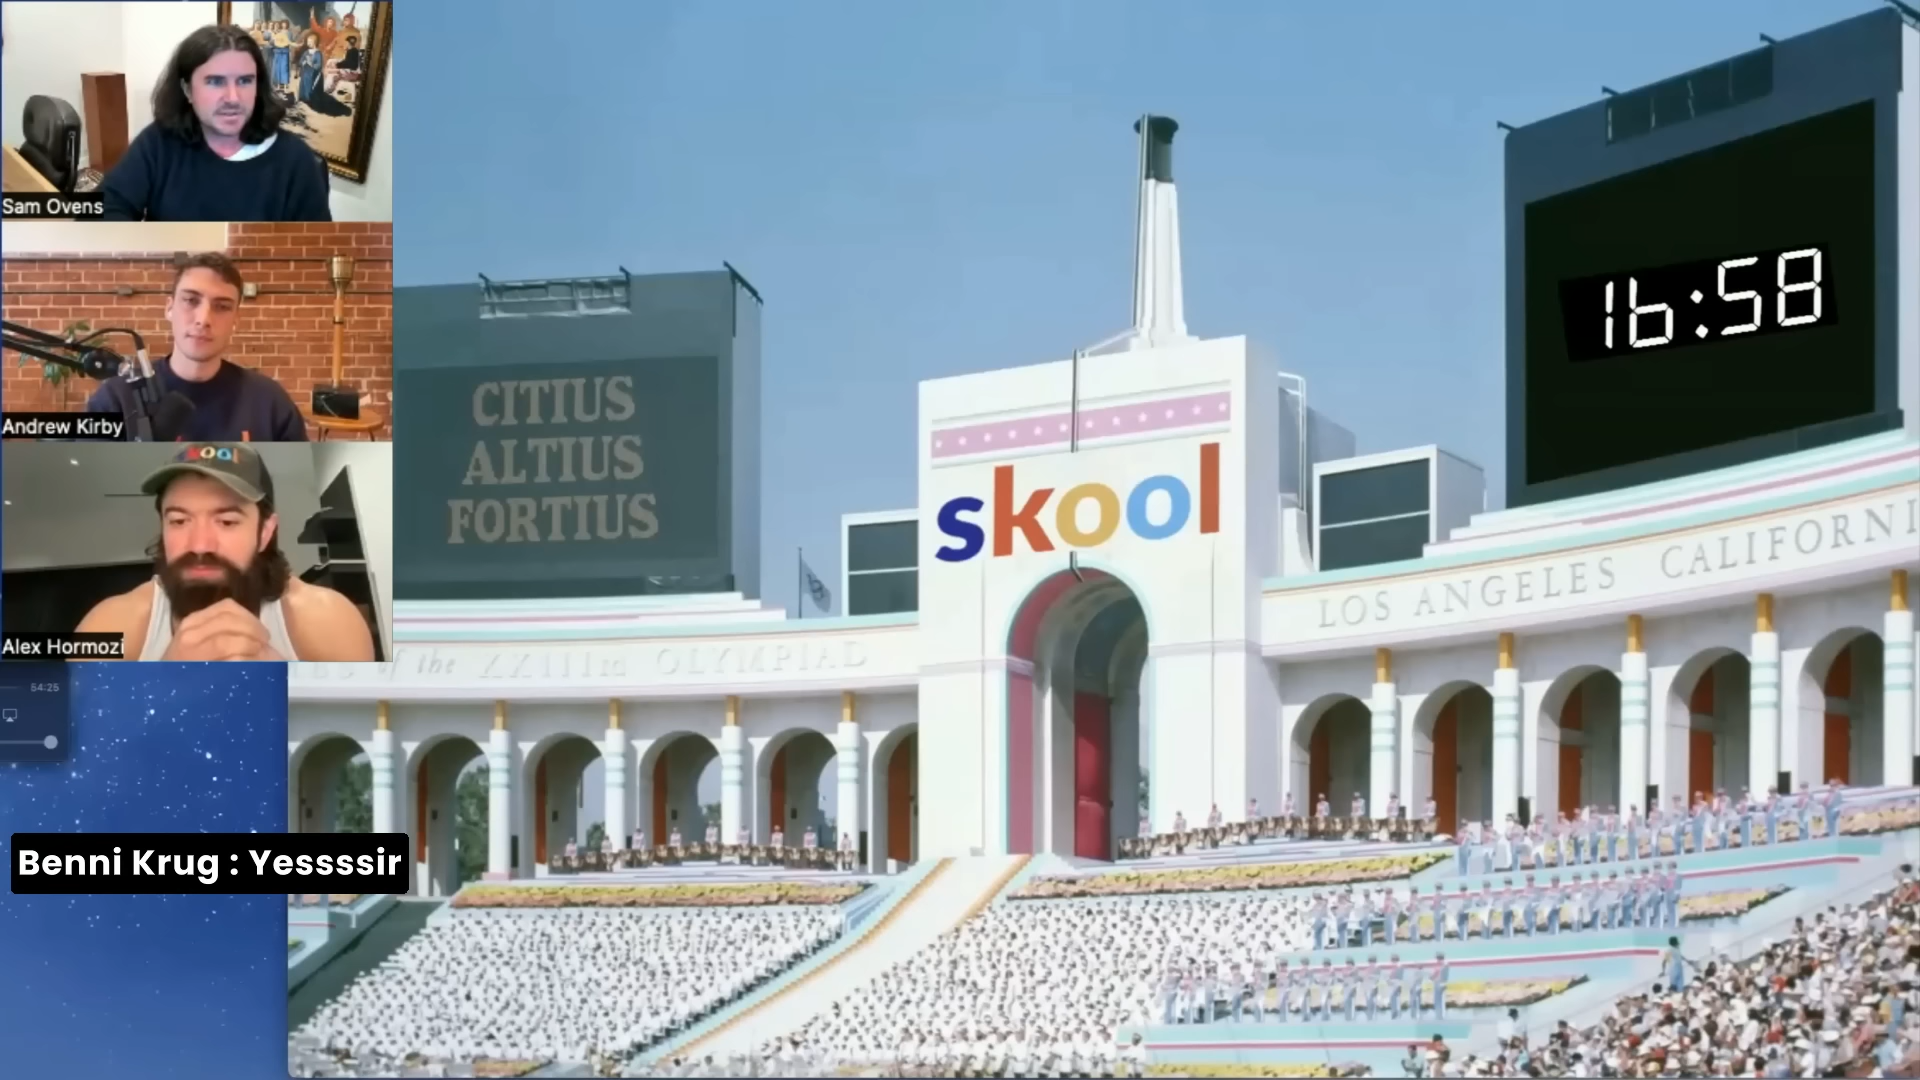 Sam Ovens
Andrew Kirby
skool
Alex Hormozi
54:25
Benni Krug : Yessssir
CITIUS
ALTIUS
FORTIUS
of the XXIIIrd OLYMPIAD
skool
16:58
LOS ANGELES CALIFORNI